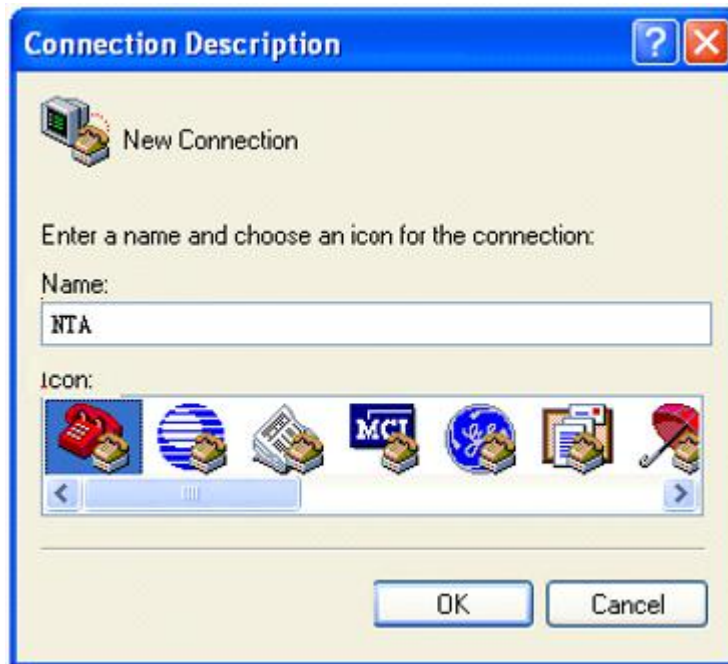 Connection Description
New Connection
Enter a name and choose an icon for the connection:
Name:
NTA
Icon:
MCI
OK
Cancel